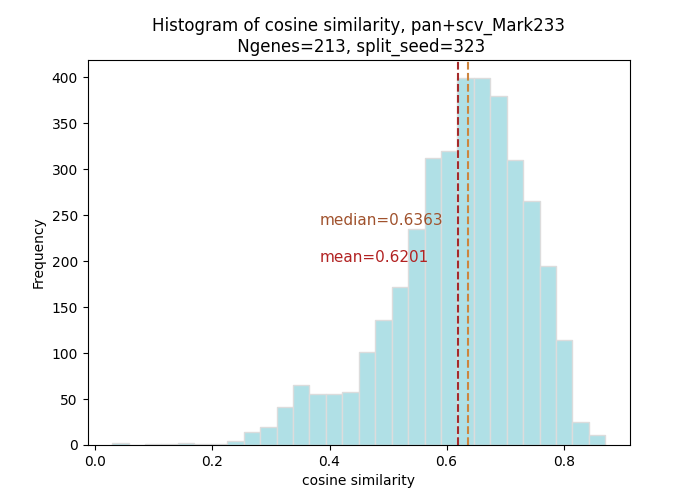 Histogram of cosine similarity, pan+scv_Mark233
Ngenes=213, split_seed=323
400
350
300
250
200
150
100
50
0
Frequency
median=0.6363
mean=0.6201
0.0 0.2 0.4 0.6 0.8
cosine similarity